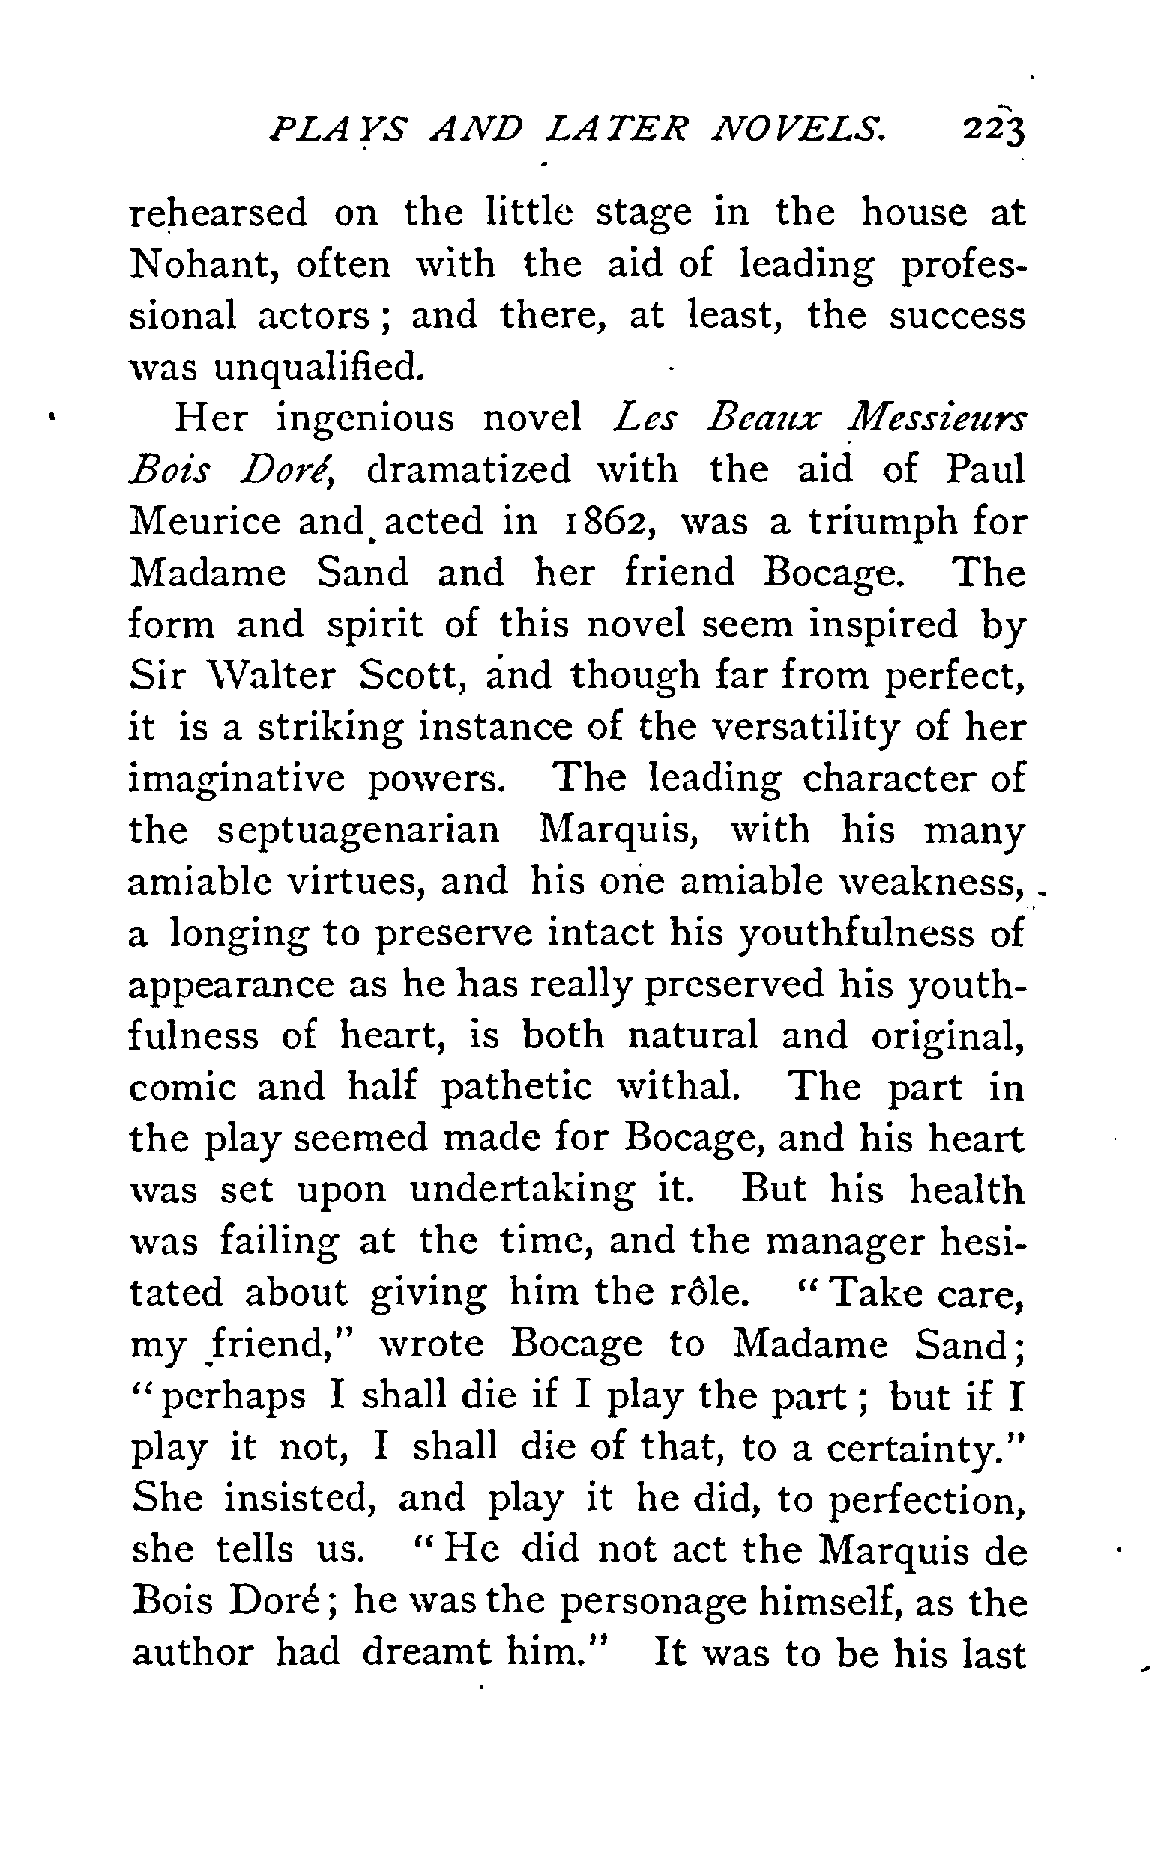 PLAYS AND LATER NOVELS. 223
rehearsed on the little stage in the house at
Nohant, often with the aid of leading profes-
sional actors; and there, at least, the success
was unqualified.
Her ingenious novel Les Beaux Messieurs
Bois Doré, dramatized with the aid of Paul
Meurice and acted in 1862, was a triumph for
Madame Sand and her friend Bocage. The
form and spirit of this novel seem inspired by
Sir Walter Scott, and though far from perfect,
it is a striking instance of the versatility of her
imaginative powers. The leading character of
the septuagenarian Marquis, with his many
amiable virtues, and his one amiable weakness,
a longing to preserve intact his youthfulness of
appearance as he has really preserved his youth-
fulness of heart, is both natural and original,
comic and half pathetic withal. The part in
the play seemed made for Bocage, and his heart
was set upon undertaking it. But his health
was failing at the time, and the manager hesi-
tated about giving him the rôle. "Take care,
my friend," wrote Bocage to Madame Sand;
"perhaps I shall die if I play the part; but if I
play it not, I shall die of that, to a certainty."
She insisted, and play it he did, to perfection,
she tells us. "He did not act the Marquis de
Bois Doré; he was the personage himself, as the
author had dreamt him." It was to be his last